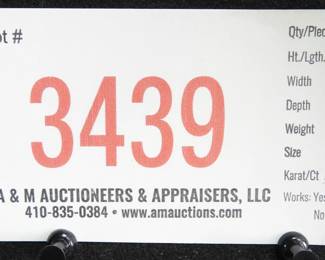 ot #
3439
A & M AUCTIONEERS & APPRAISERS, LLC
410-835-0384 • www.amauctions.com
Qty/Piec
Ht./Lgth.
Width
Depth
Weight
Size
Karat/Ct
Works: Yes
No